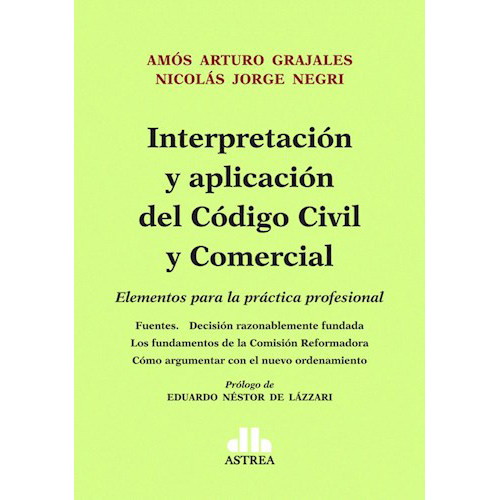 AMÓS ARTURO GRAJALES
NICOLÁS JORGE NEGRI
Interpretación
y aplicación
del Código Civil
y Comercial
Elementos para la práctica profesional
Fuentes. Decisión razonablemente fundada
Los fundamentos de la Comisión Reformadora
Cómo argumentar con el nuevo ordenamiento
Prólogo de
EDUARDO NÉSTOR DE LÁZZARI
ASTREA